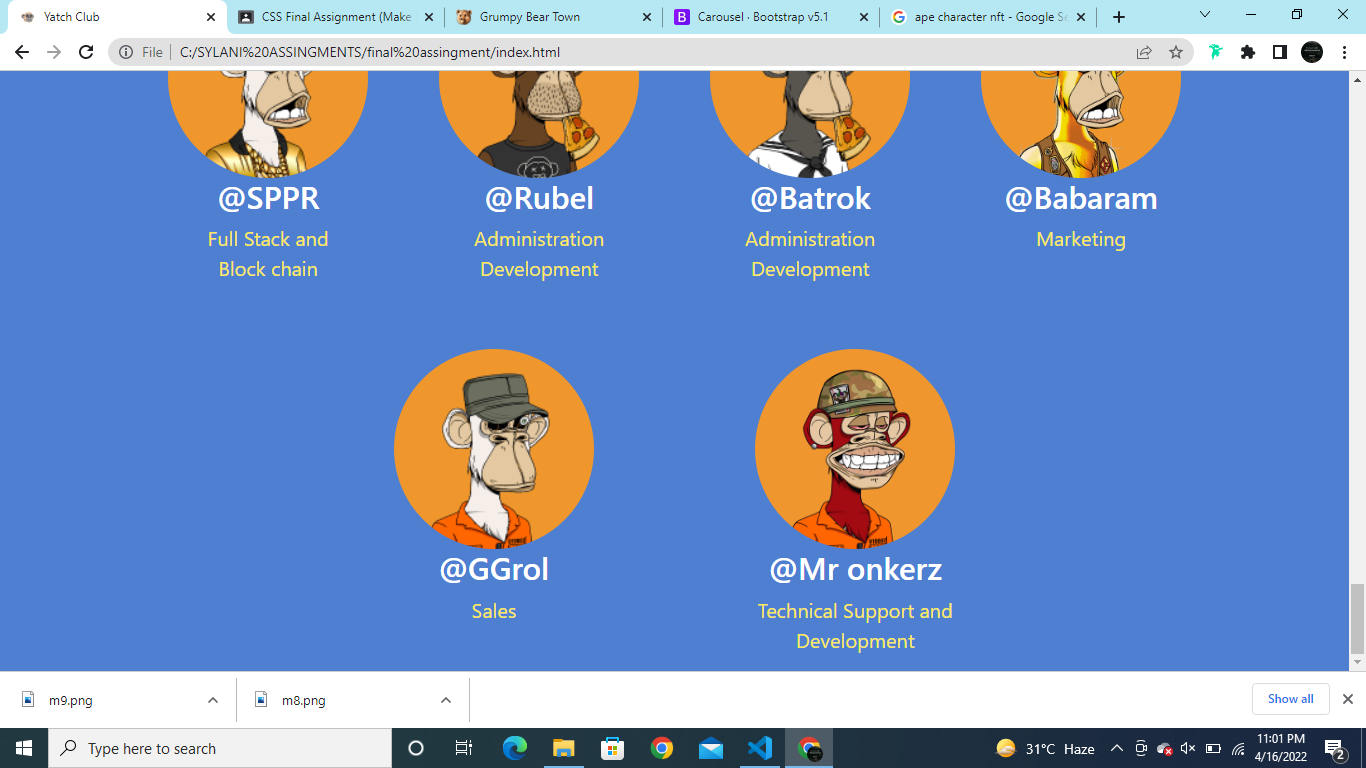 Yatch Club
CSS Final Assignment (Make
Grumpy Bear Town
Carousel · Bootstrap v5.1
ape character nft - Google Se
File
C:/SYLANI%20ASSINGMENTS/final%20assingment/index.html
@SPPR
@Rubel
@Batrok
@Babaram
Full Stack and
Block chain
Administration
Development
Administration
Development
Marketing
@GGrol
@Mr onkerz
Sales
Technical Support and
Development
m9.png
m8.png
Show all
Type here to search
31°C Haze
11:01 PM
4/16/2022
2